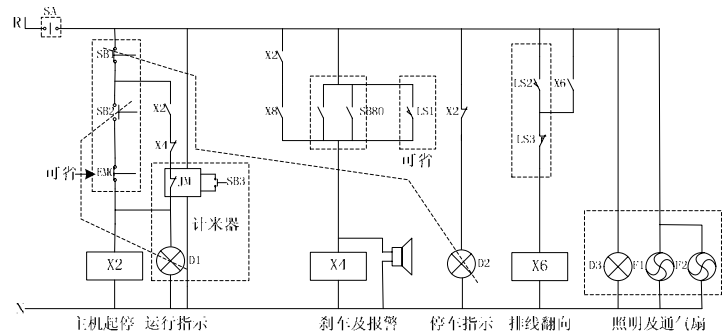 R
SA
SB1
SB2
X2
X4
可省
EMG
JM
SB3
计米器
X2
D1
X2
X8
SB80
LS1
可省
X4
X2
D2
LS2
X6
LS3
X6
D3
F1
F2
N
主机起停 运行指示 刹车及报警 停车指示 排线翻向 照明及通气扇